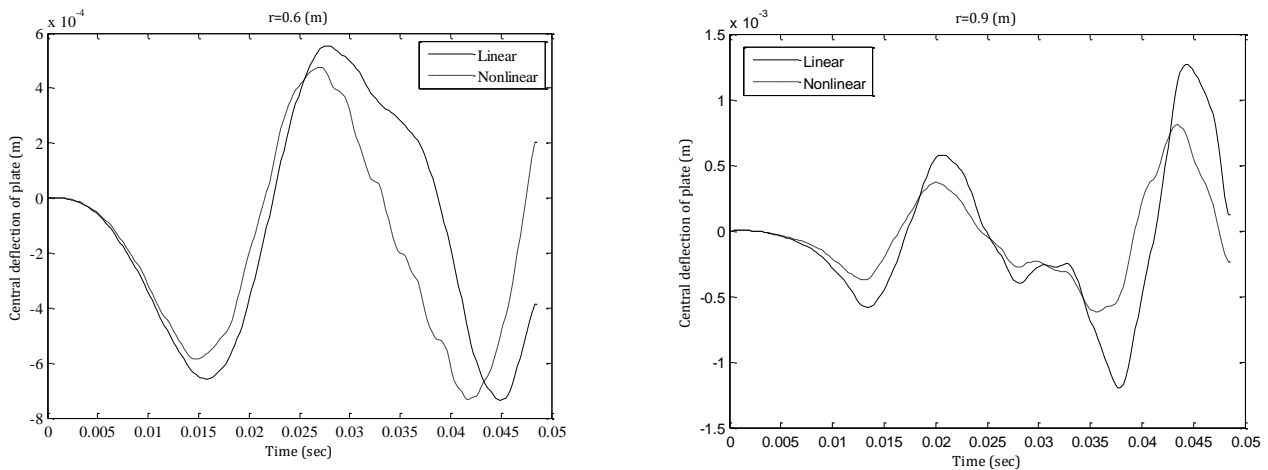 r=0.6 (m)
x 10-4
6
4
2
0
-2
-4
-6
-8
0 0.005 0.01 0.015 0.02 0.025 0.03 0.035 0.04 0.045 0.05
Time (sec)
Central deflection of plate (m)
Linear
Nonlinear
r=0.9 (m)
x 10-3
1.5
1
0.5
0
-0.5
-1
-1.5
0 0.005 0.01 0.015 0.02 0.025 0.03 0.035 0.04 0.045 0.05
Time (sec)
Central deflection of plate (m)
Linear
Nonlinear